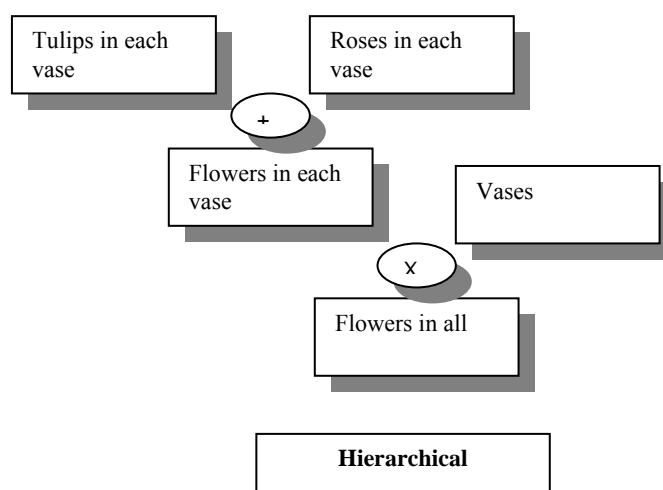 Tulips in each
vase
Roses in each
vase
+
Flowers in each
vase
Vases
x
Flowers in all
Hierarchical